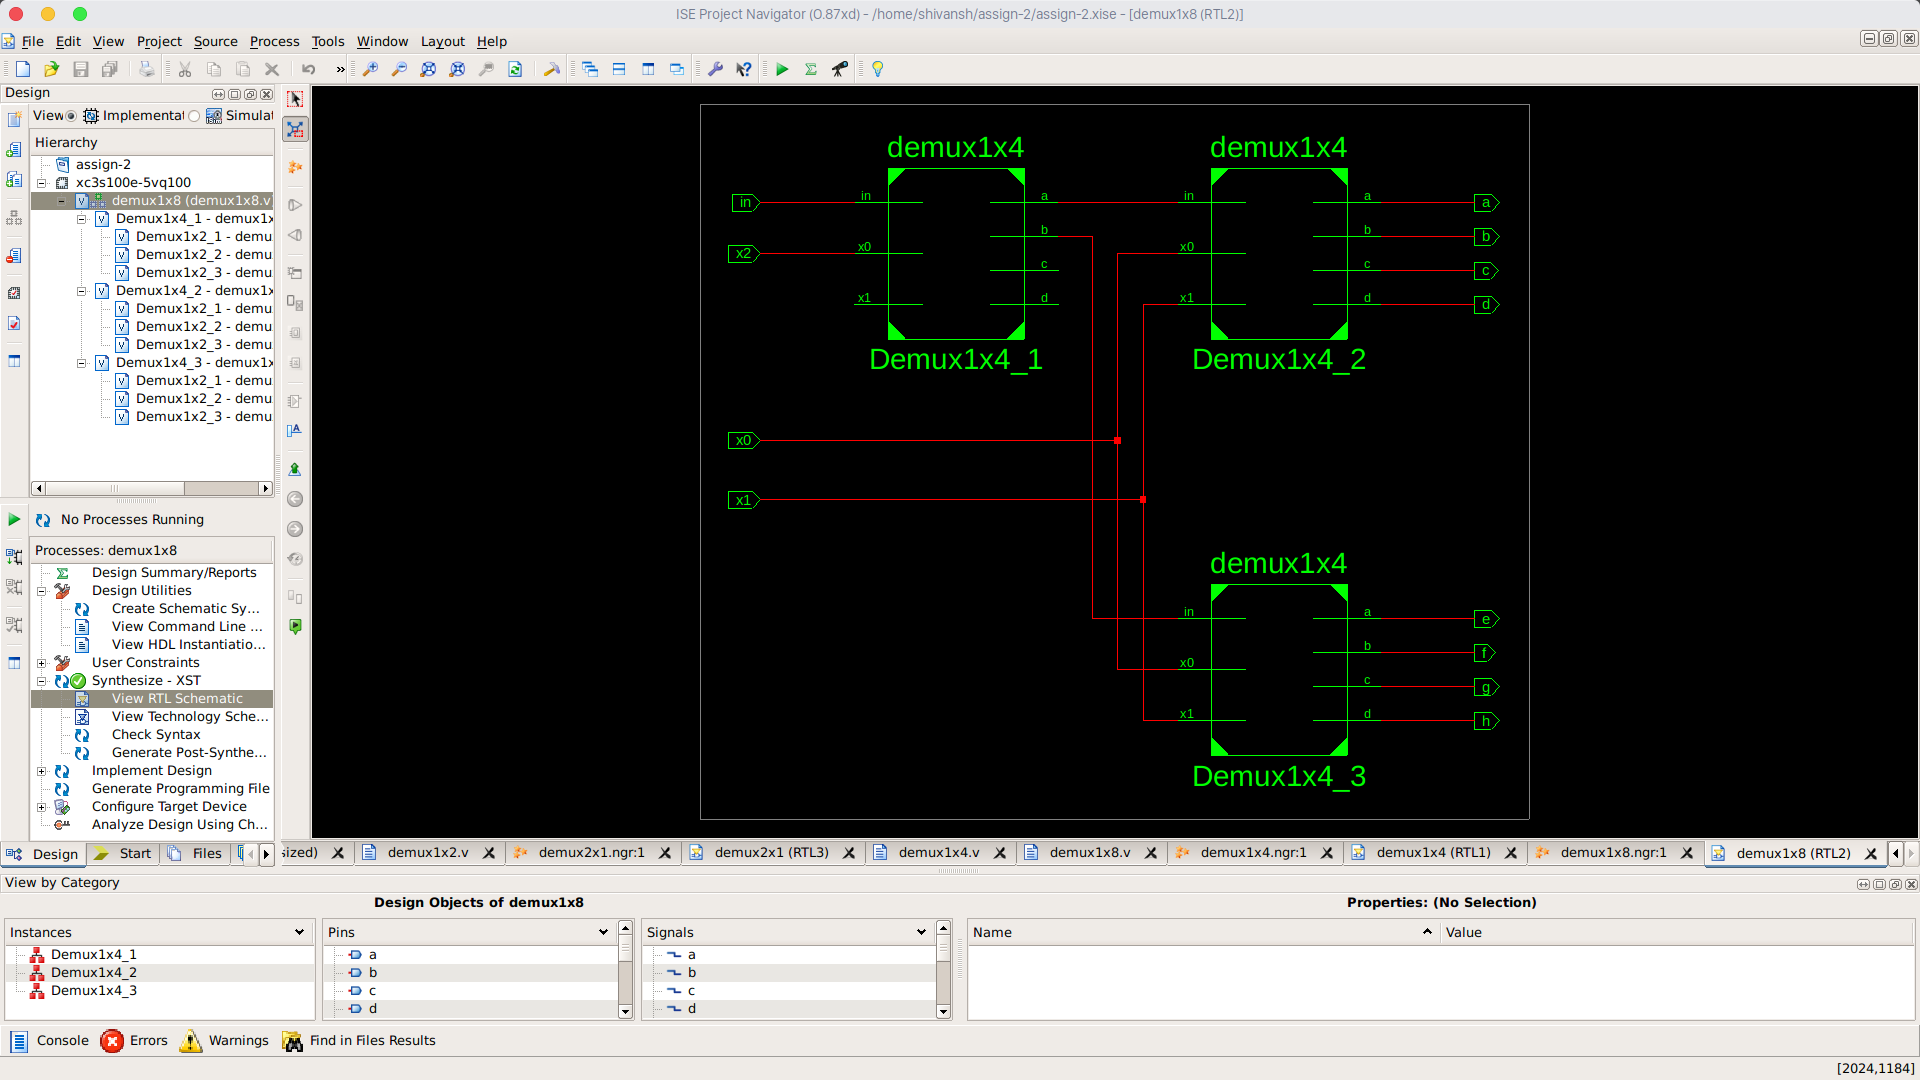 ISE Project Navigator (O.87xd) - /home/shivansh/assign-2/assign-2.xise - [demux1x8 (RTL2)]
File Edit View Project Source Process Tools Window Layout Help
Design
View: Implementat Simulat
Hierarchy
assign-2
xc3s100e-5vq100
demux1x8 (demux1x8.v
Demux1x4_1 - demux1x
Demux1x2_1 - demu
Demux1x2_2 - demu
Demux1x2_3 - demu
Demux1x4_2 - demux1x
Demux1x2_1 - demu
Demux1x2_2 - demu
Demux1x2_3 - demu
Demux1x4_3 - demux1x
Demux1x2_1 - demu
Demux1x2_2 - demu
Demux1x2_3 - demu
No Processes Running
Processes: demux1x8
Design Summary/Reports
Design Utilities
Create Schematic Sy...
View Command Line ...
View HDL Instantiatio...
User Constraints
Synthesize - XST
View RTL Schematic
View Technology Sche...
Check Syntax
Generate Post-Synthe...
Implement Design
Generate Programming File
Configure Target Device
Analyze Design Using Ch...
Design Start Files
demux1x4 demux1x4
in in a in a a
b b b
x2 x0 x0
c c c
x1 d x1 d d
Demux1x4_1 Demux1x4_2
x0
x1
demux1x4
in a e
b f
x0
c g
x1 d h
Demux1x4_3
sized) demux1x2.v demux2x1.ngr:1 demux2x1 (RTL3) demux1x4.v demux1x8.v demux1x4.ngr:1 demux1x4 (RTL1) demux1x8.ngr:1 demux1x8 (RTL2)
View by Category
Design Objects of demux1x8 Properties: (No Selection)
Instances Pins Signals Name Value
Demux1x4_1 a a
Demux1x4_2 b b
Demux1x4_3 c c
d d
Console Errors Warnings Find in Files Results
[2024,1184]